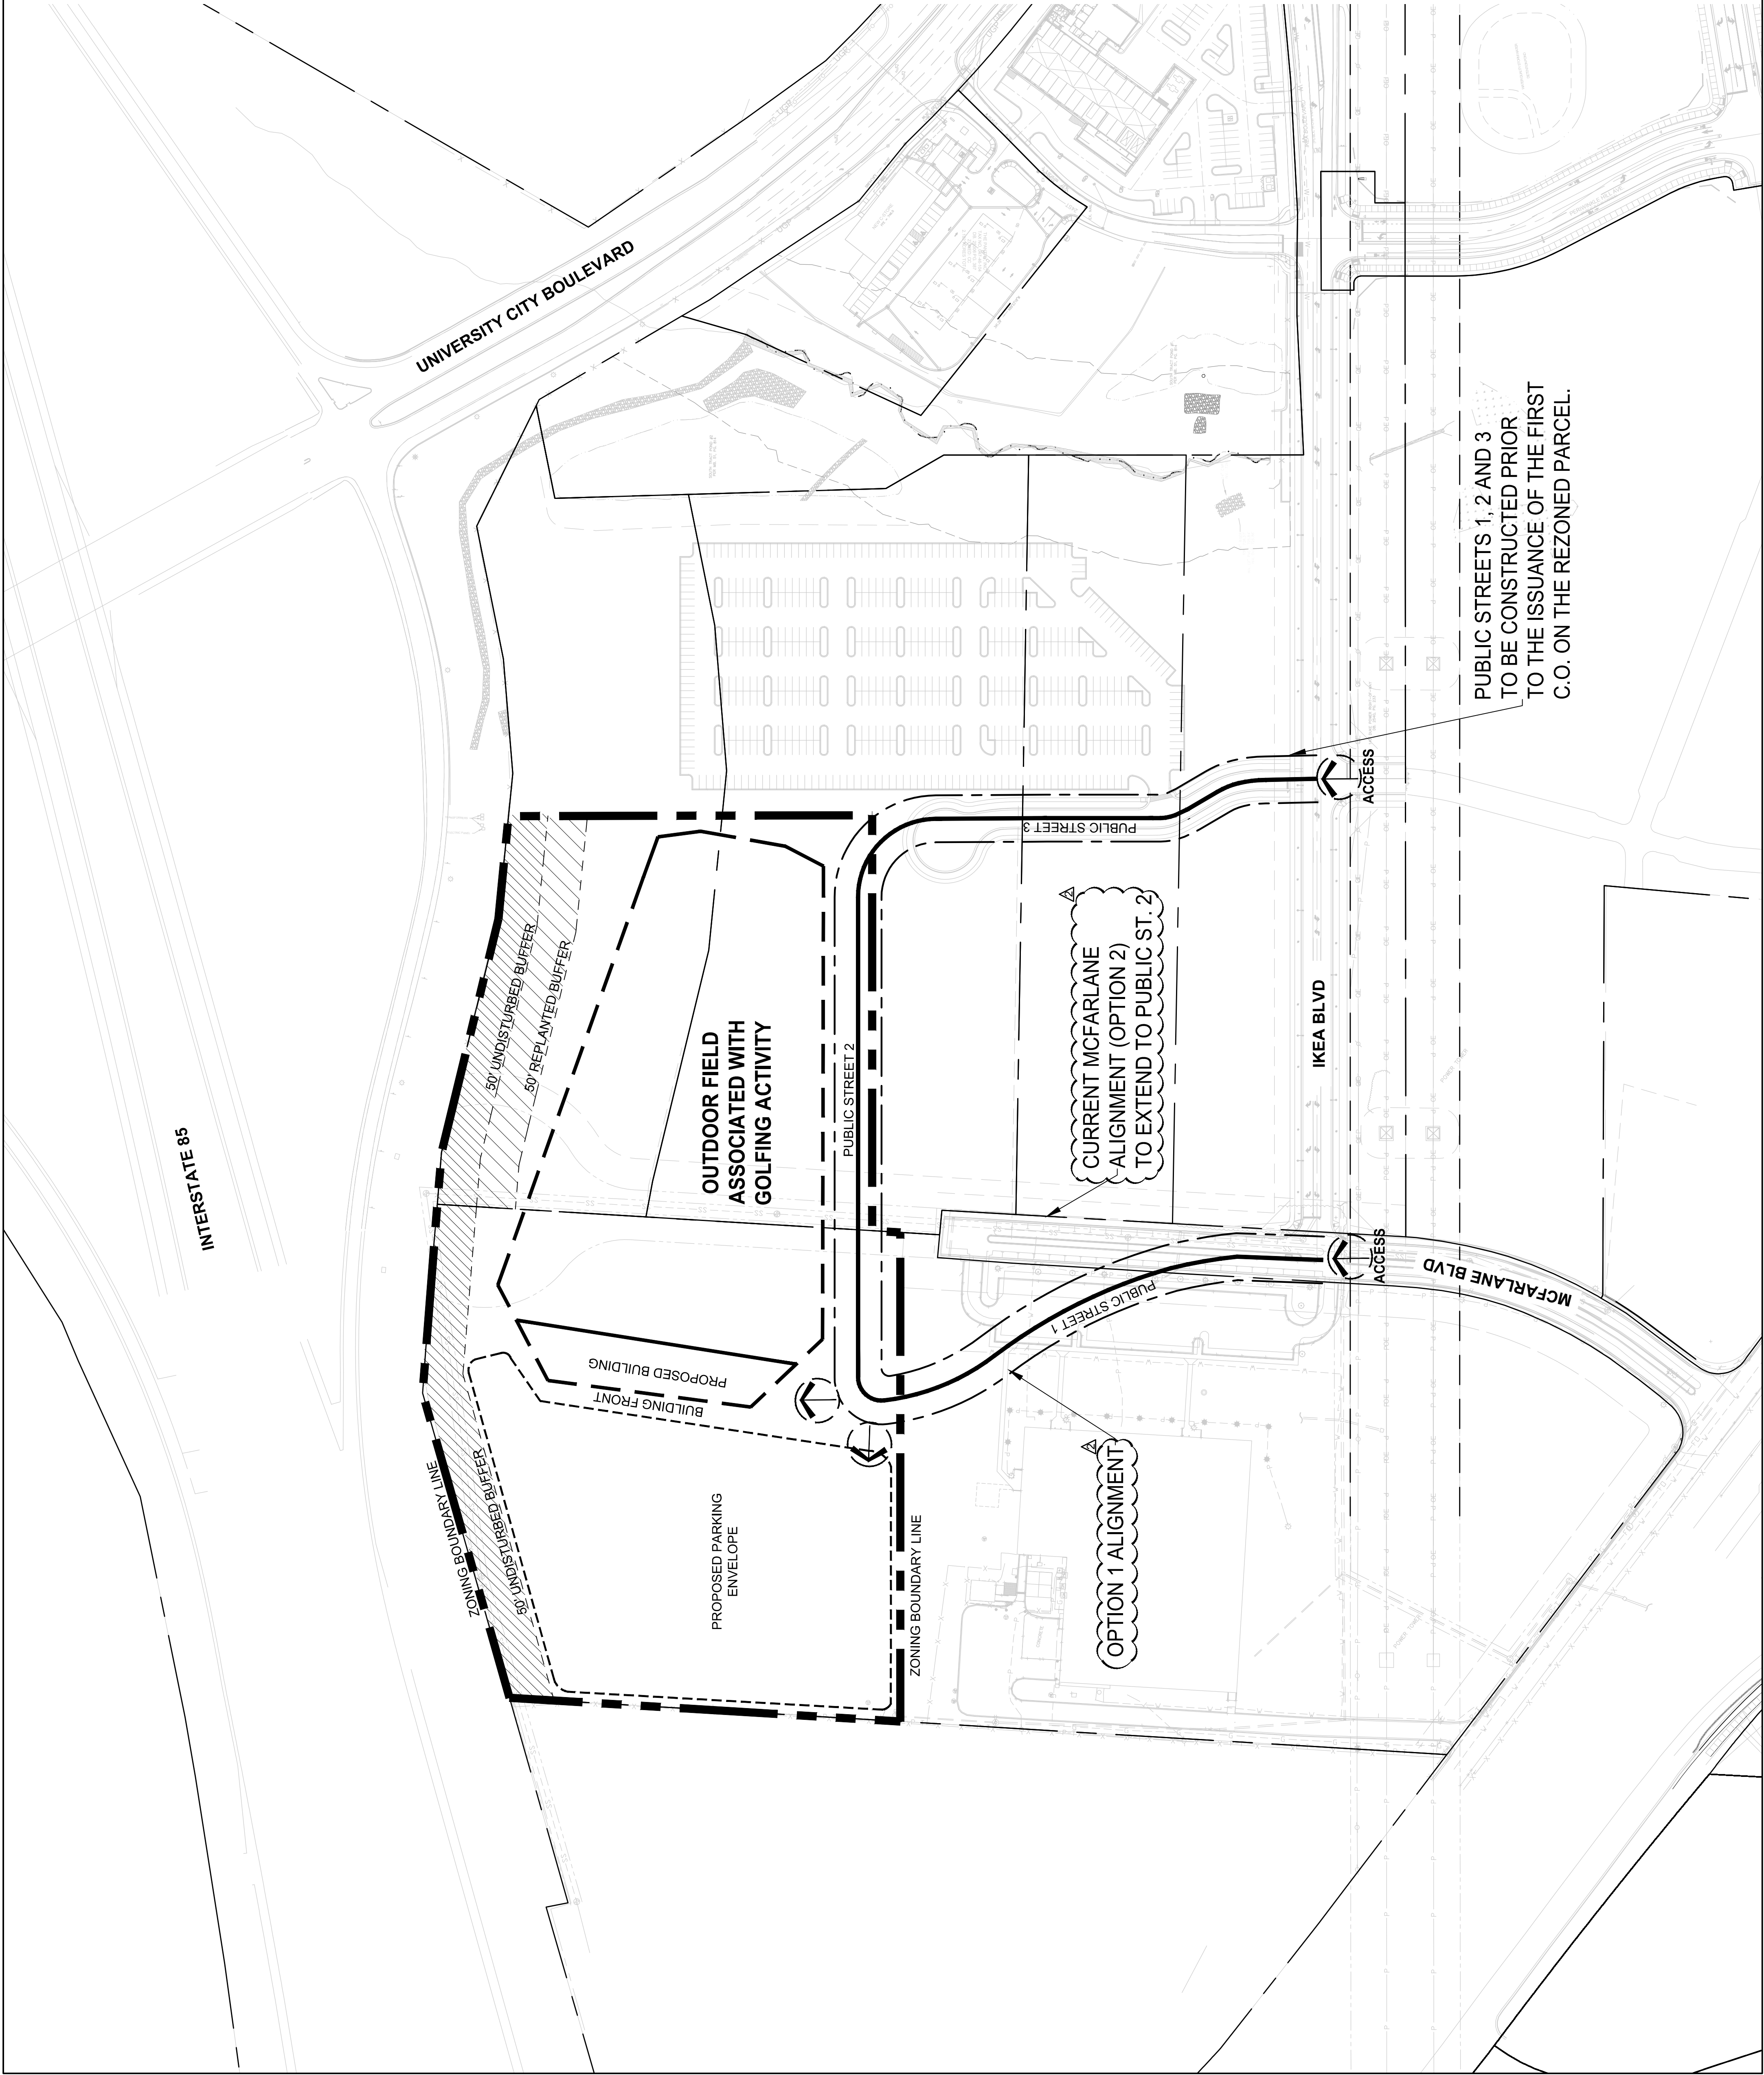 UNIVERSITY CITY BOULEVARD
INTERSTATE 85
50' UNDISTURBED BUFFER
50' REPLANTED BUFFER
OUTDOOR FIELD
ASSOCIATED WITH
GOLFING ACTIVITY
PUBLIC STREET 2
PUBLIC STREET 3
ACCESS
PUBLIC STREETS 1, 2 AND 3
TO BE CONSTRUCTED PRIOR
TO THE ISSUANCE OF THE FIRST
C.O. ON THE REZONED PARCEL.
2
CURRENT MCFARLANE
ALIGNMENT (OPTION 2)
TO EXTEND TO PUBLIC ST. 2
IKEA BLVD
ACCESS
MCFARLANE BLVD
PUBLIC STREET 1
PROPOSED BUILDING
BUILDING FRONT
2
OPTION 1 ALIGNMENT
ZONING BOUNDARY LINE
50' UNDISTURBED BUFFER
PROPOSED PARKING
ENVELOPE
ZONING BOUNDARY LINE
POWER TOWER